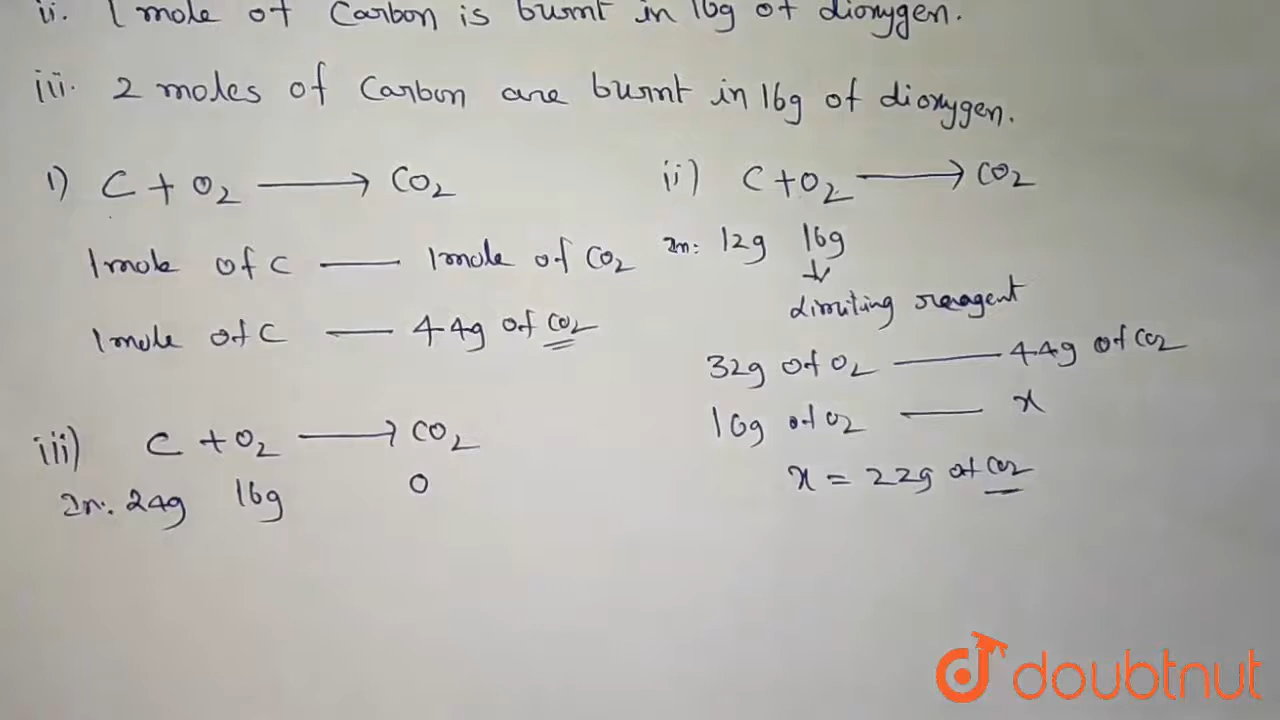 ii. 1 mole of Carbon is burnt in 16g of dioxygen.
iii. 2 moles of Carbon are burnt in 16g of dioxygen.
i) C + O2 ⟶ CO2
1 mole of C — 1 mole of CO2
1 mole of C — 44g of CO2
ii) C + O2 ⟶ CO2
In: 12g 16g
↓
Limiting reagent
32g of O2 — 44g of CO2
16g of O2 — x
x = 22g of CO2
iii) C + O2 ⟶ CO2
In: 24g 16g 0
doubtnut